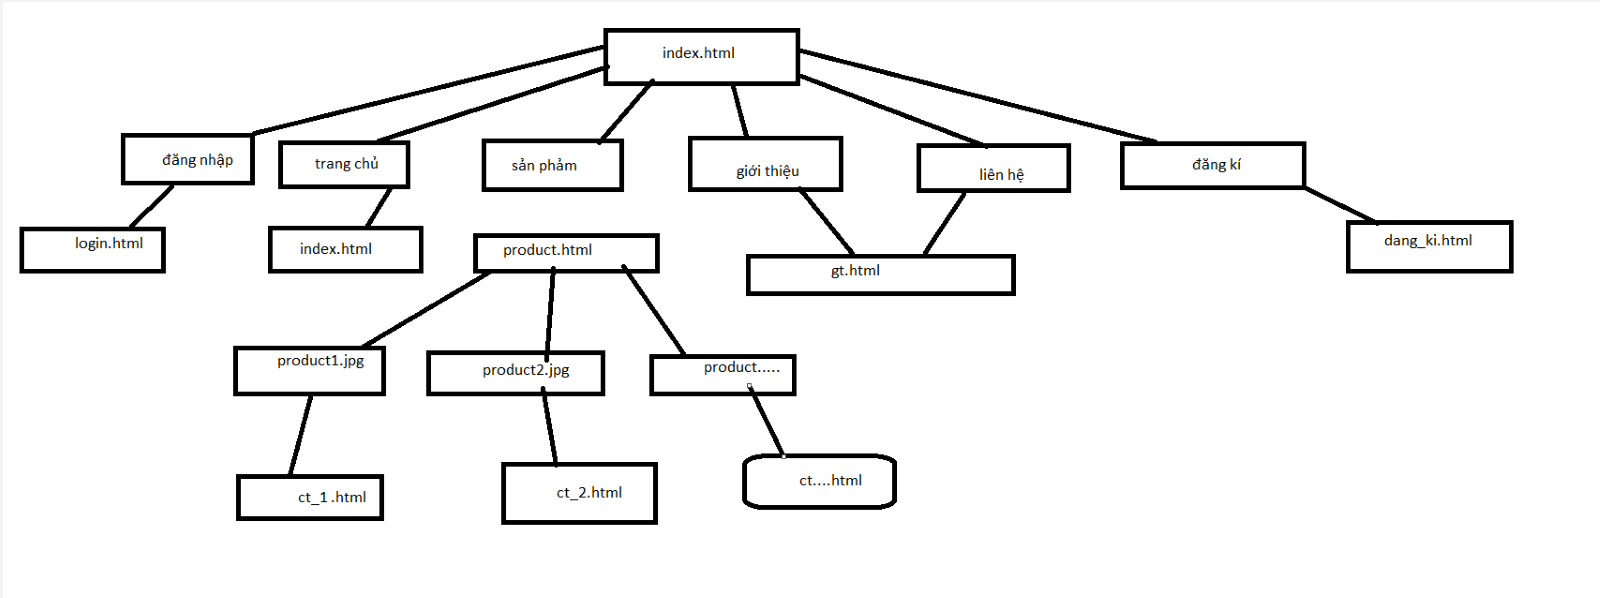 index.html
đăng nhập
trang chủ
sản phảm
giới thiệu
liên hệ
đăng kí
login.html
index.html
product.html
gt.html
dang_ki.html
product1.jpg
product2.jpg
product.....
ct_1 .html
ct_2.html
ct....html